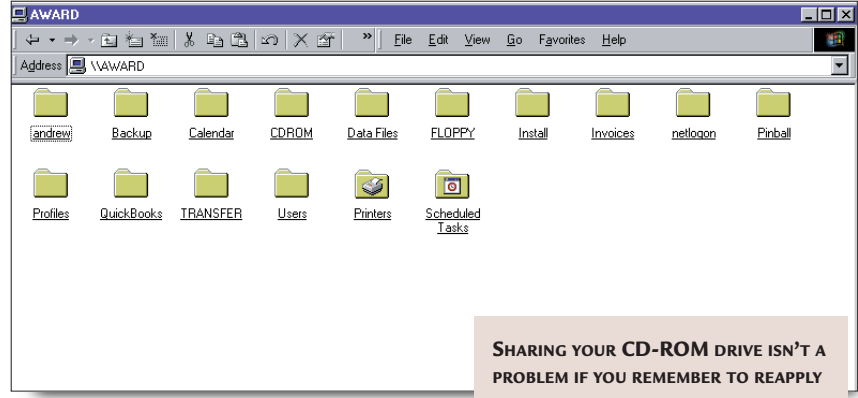 AWARD
» File Edit View Go Favorites Help
Address \\AWARD
andrew Backup Calendar CDROM Data Files FLOPPY Install Invoices netlogon Pinball
Profiles QuickBooks TRANSFER Users Printers Scheduled
Tasks
SHARING YOUR CD-ROM DRIVE ISN'T A
PROBLEM IF YOU REMEMBER TO REAPPLY